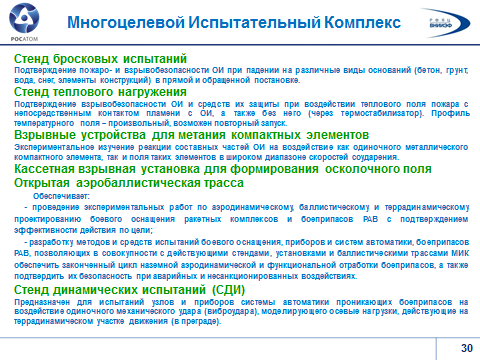 РОСАТОМ
Многоцелевой Испытательный Комплекс
РФЯЦ
ВНИИЭФ
Стенд бросковых испытаний
Подтверждение пожаро- и взрывобезопасности ОИ при падении на различные виды оснований (бетон, грунт,
вода, снег, элементы конструкций) в прямой и обращенной постановке.
Стенд теплового нагружения
Подтверждение взрывобезопасности ОИ и средств их защиты при воздействии теплового поля пожара с
непосредственным контактом пламени с ОИ, а также без него (через термостабилизатор). Профиль
температурного поля – произвольный, возможен повторный запуск.
Взрывные устройства для метания компактных элементов
Экспериментальное изучение реакции составных частей ОИ на воздействие как одиночного металлического
компактного элемента, так и поля таких элементов в широком диапазоне скоростей соударения.
Кассетная взрывная установка для формирования осколочного поля
Открытая аэробаллистическая трасса
Обеспечивает:
- проведение экспериментальных работ по аэродинамическому, баллистическому и террадинамическому
проектированию боевого оснащения ракетных комплексов и боеприпасов РАВ с подтверждением
эффективности действия по цели;
- разработку методов и средств испытаний боевого оснащения, приборов и систем автоматики, боеприпасов
РАВ, позволяющих в совокупности с действующими стендами, установками и баллистическими трассами МИК
обеспечить законченный цикл наземной аэродинамической и функциональной отработки боеприпасов, а также
подтвердить их безопасность при аварийных и несанкционированных воздействиях.
Стенд динамических испытаний (СДИ)
Предназначен для испытаний узлов и приборов системы автоматики проникающих боеприпасов на
воздействие одиночного механического удара (виброудара), моделирующего осевые нагрузки, действующие на
террадинамическом участке движения (в преграде).
30